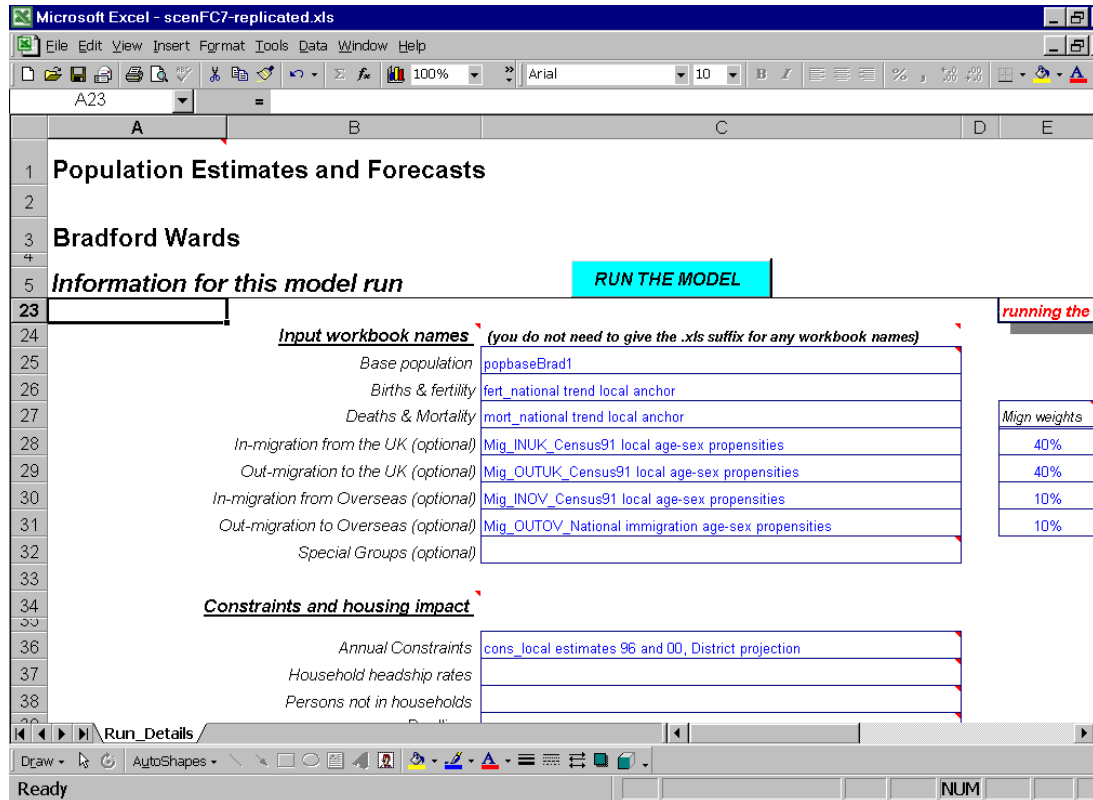 Microsoft Excel - scenFC7-replicated.xls
File Edit View Insert Format Tools Data Window Help
100% Arial 10 B I % ,
A23 =
A B C D E
1 Population Estimates and Forecasts
2
3 Bradford Wards
4
5 Information for this model run RUN THE MODEL
23 running the
24 Input workbook names (you do not need to give the .xls suffix for any workbook names)
25 Base population popbaseBrad1
26 Births & fertility fert_national trend local anchor
27 Deaths & Mortality mort_national trend local anchor Mign weights
28 In-migration from the UK (optional) Mig_INUK_Census91 local age-sex propensities 40%
29 Out-migration to the UK (optional) Mig_OUTUK_Census91 local age-sex propensities 40%
30 In-migration from Overseas (optional) Mig_INOV_Census91 local age-sex propensities 10%
31 Out-migration to Overseas (optional) Mig_OUTOV_National immigration age-sex propensities 10%
32 Special Groups (optional)
33
34 Constraints and housing impact
36 Annual Constraints cons_local estimates 96 and 00, District projection
37 Household headship rates
38 Persons not in households
Run_Details
Draw AutoShapes
Ready NUM